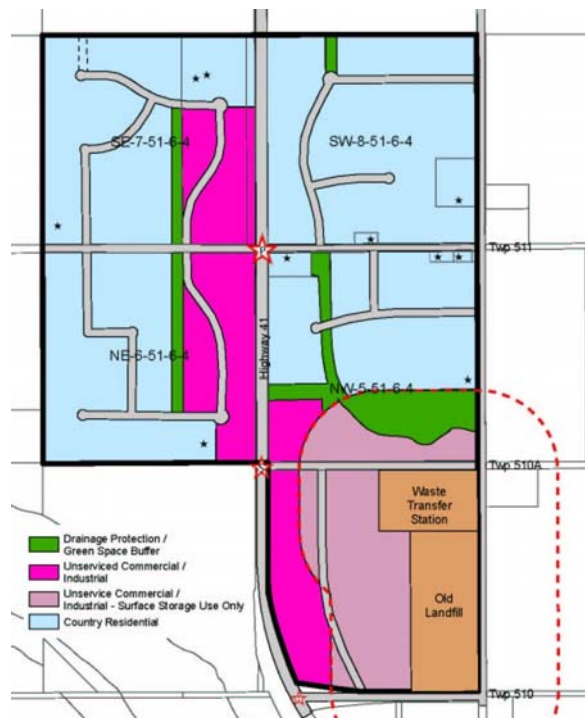 SE-7-51-6-4
SW-8-51-6-4
Twp 511
Highway 41
NE-6-51-6-4
NW-5-51-6-4
Twp 510A
Waste
Transfer
Station
Old
Landfill
Twp 510
Drainage Protection /
Green Space Buffer
Unserviced Commercial /
Industrial
Unservice Commercial /
Industrial - Surface Storage Use Only
Country Residential